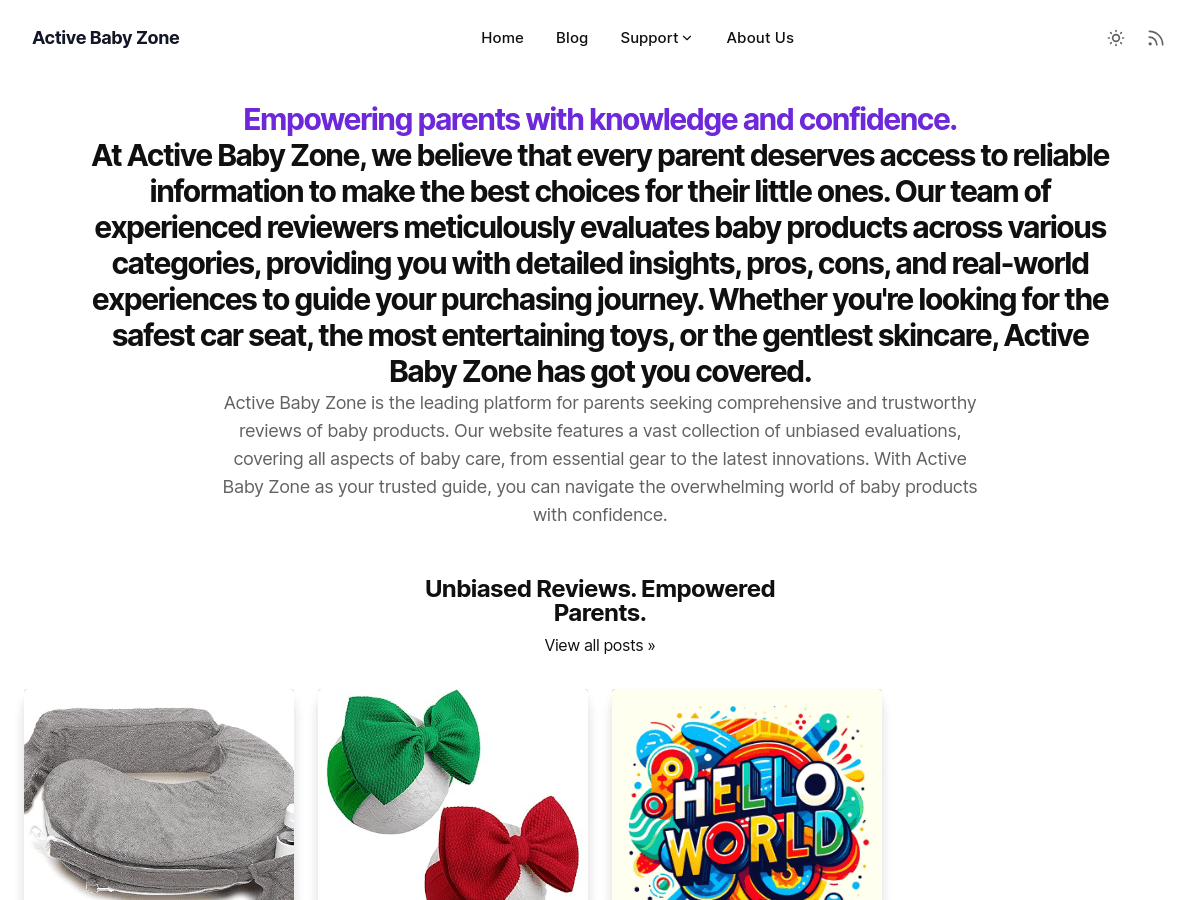 Active Baby Zone
Home
Blog
Support
About Us
Empowering parents with knowledge and confidence.
At Active Baby Zone, we believe that every parent deserves access to reliable
information to make the best choices for their little ones. Our team of
experienced reviewers meticulously evaluates baby products across various
categories, providing you with detailed insights, pros, cons, and real-world
experiences to guide your purchasing journey. Whether you're looking for the
safest car seat, the most entertaining toys, or the gentlest skincare, Active
Baby Zone has got you covered.
Active Baby Zone is the leading platform for parents seeking comprehensive and trustworthy
reviews of baby products. Our website features a vast collection of unbiased evaluations,
covering all aspects of baby care, from essential gear to the latest innovations. With Active
Baby Zone as your trusted guide, you can navigate the overwhelming world of baby products
with confidence.
Unbiased Reviews. Empowered
Parents.
View all posts »
HELLO
WORLD